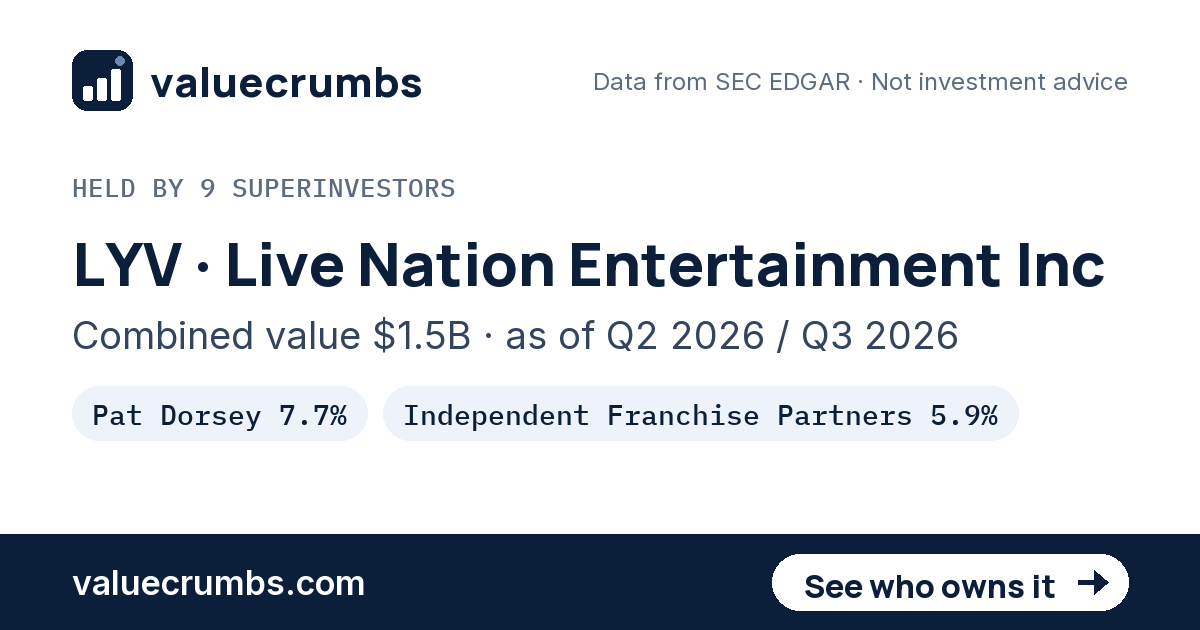 valuecrumbs
Data from SEC EDGAR · Not investment advice
HELD BY 9 SUPERINVESTORS
LYV · Live Nation Entertainment Inc
Combined value $1.5B · as of Q2 2026 / Q3 2026
Pat Dorsey 7.7%
Independent Franchise Partners 5.9%
valuecrumbs.com
See who owns it →